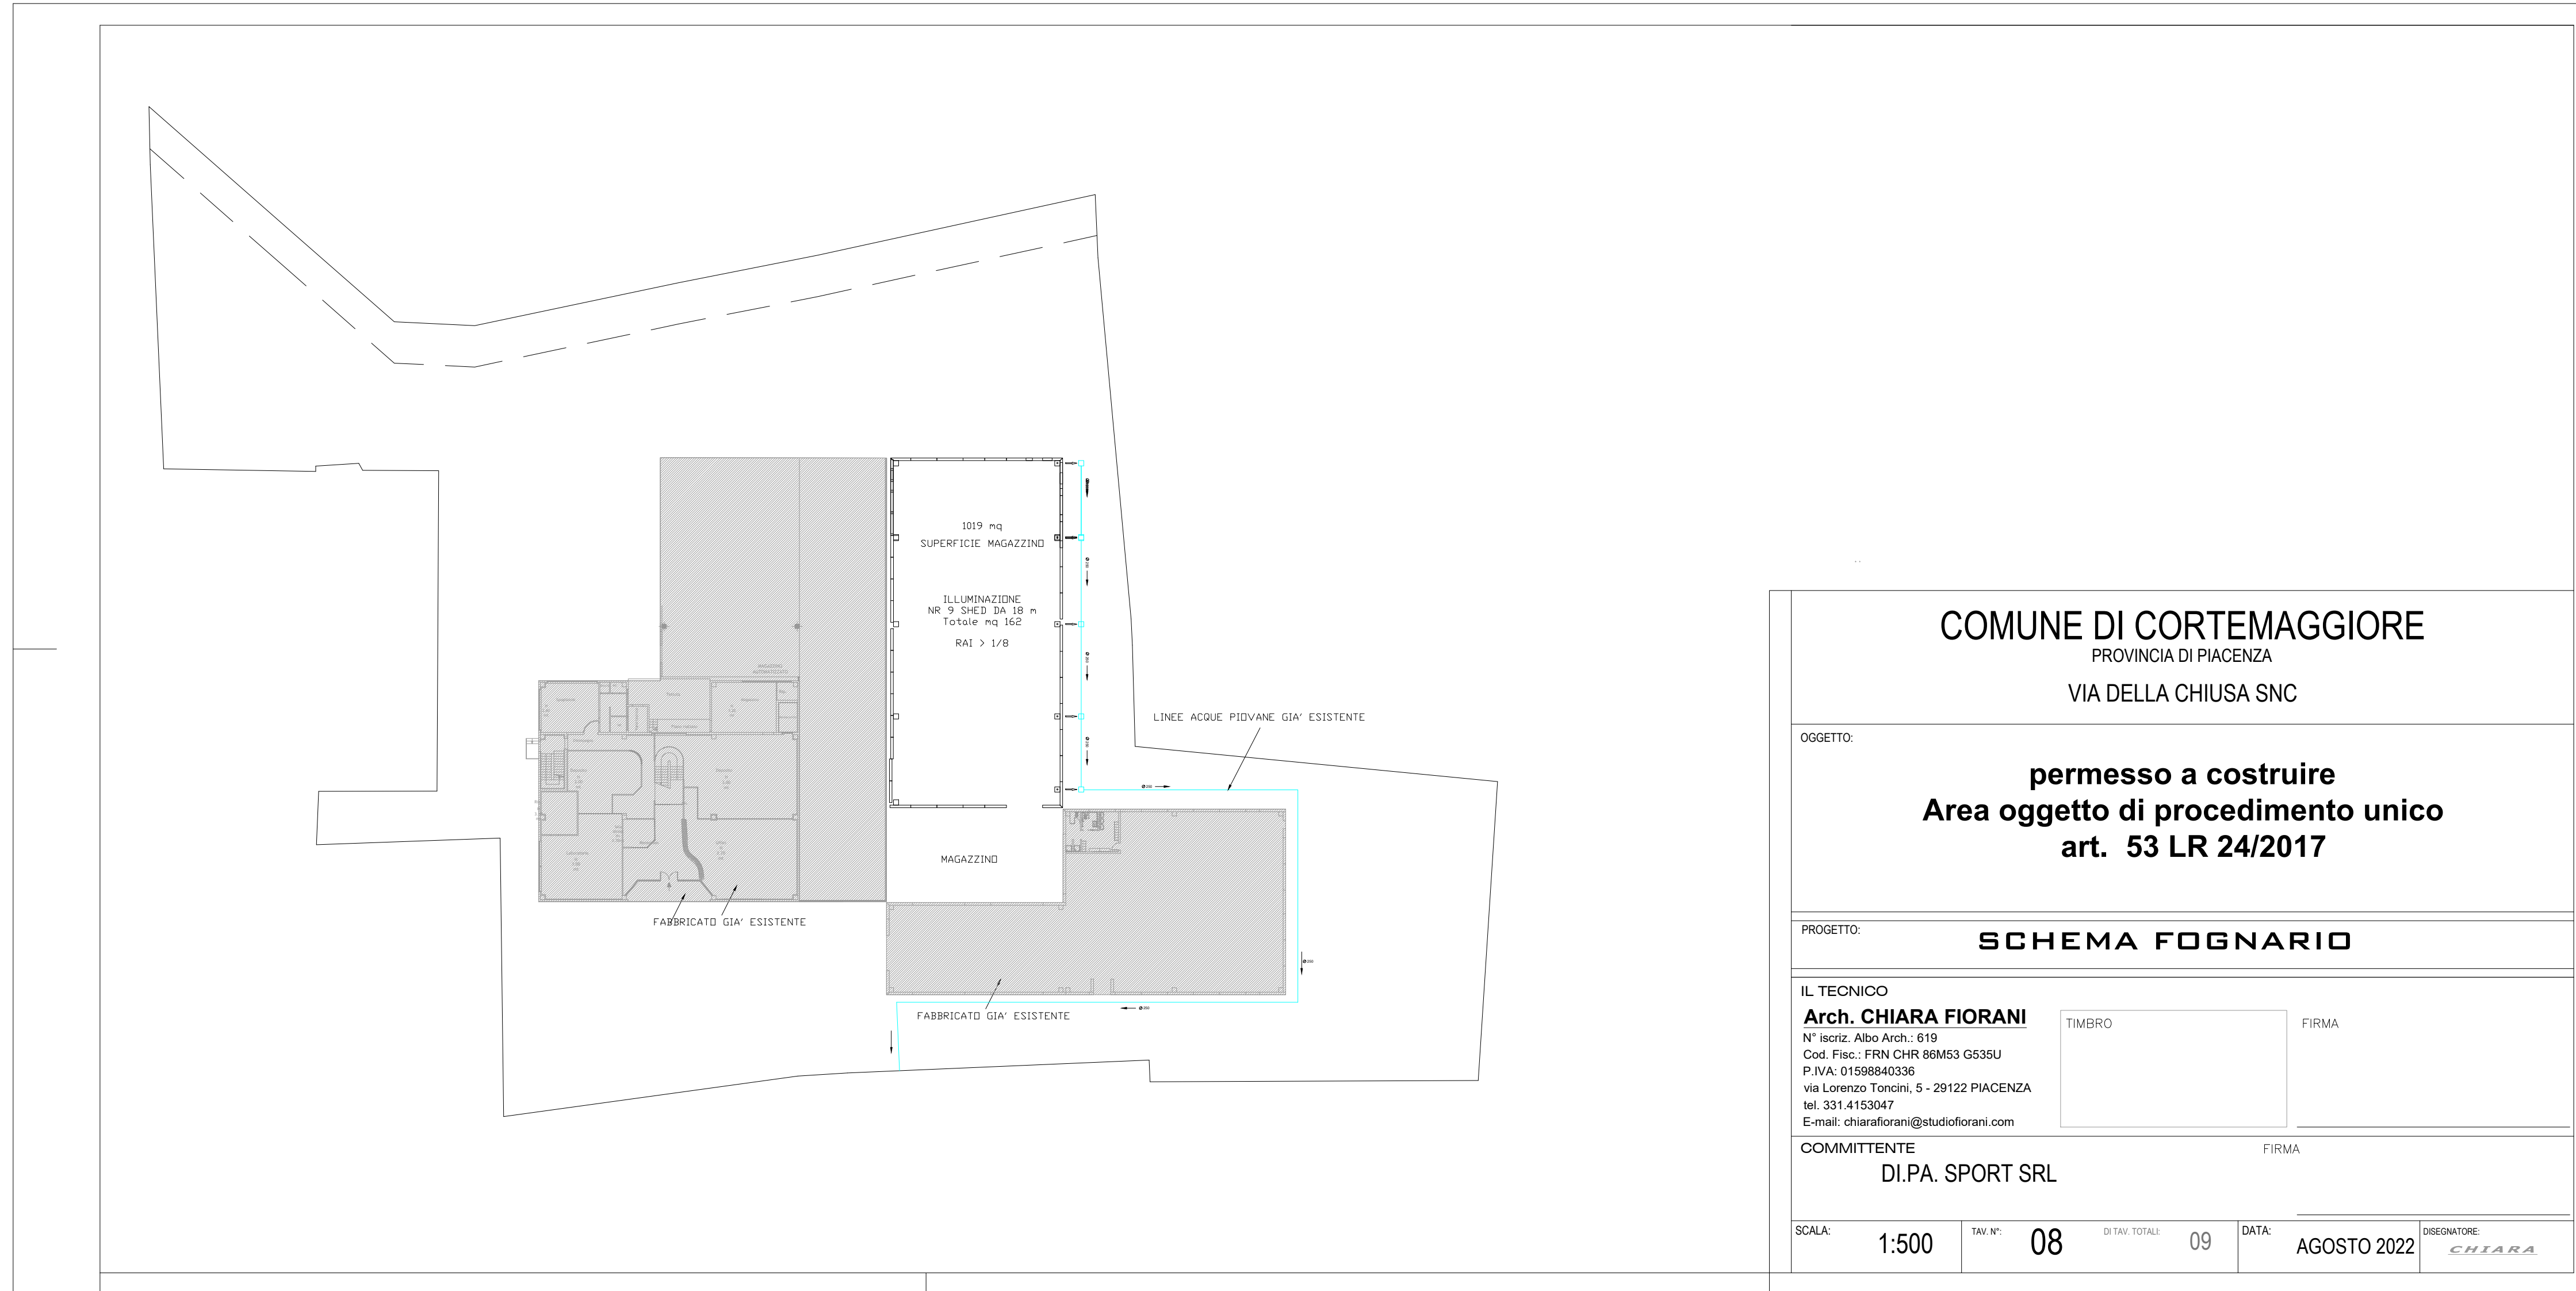 1019 mq
SUPERFICIE MAGAZZINO
ILLUMINAZIONE
NR 9 SHED DA 18 m
Totale mq 162
RAI > 1/8
MAGAZZINO
AUTOMATIZZATO
LINEE ACQUE PIOVANE GIA' ESISTENTE
MAGAZZINO
FABBRICATO GIA' ESISTENTE
FABBRICATO GIA' ESISTENTE
COMUNE DI CORTEMAGGIORE
PROVINCIA DI PIACENZA
VIA DELLA CHIUSA SNC
OGGETTO:
permesso a costruire
Area oggetto di procedimento unico
art. 53 LR 24/2017
PROGETTO:
SCHEMA FOGNARIO
IL TECNICO
Arch. CHIARA FIORANI
N° iscriz. Albo Arch.: 619
Cod. Fisc.: FRN CHR 86M53 G535U
P.IVA: 01598840336
via Lorenzo Toncini, 5 - 29122 PIACENZA
tel. 331.4153047
E-mail: chiarafiorani@studiofiorani.com
TIMBRO
FIRMA
COMMITTENTE
FIRMA
DI.PA. SPORT SRL
SCALA:
1:500
TAV. N°:
08
DI TAV. TOTALI:
09
DATA:
AGOSTO 2022
DISEGNATORE:
CHIARA